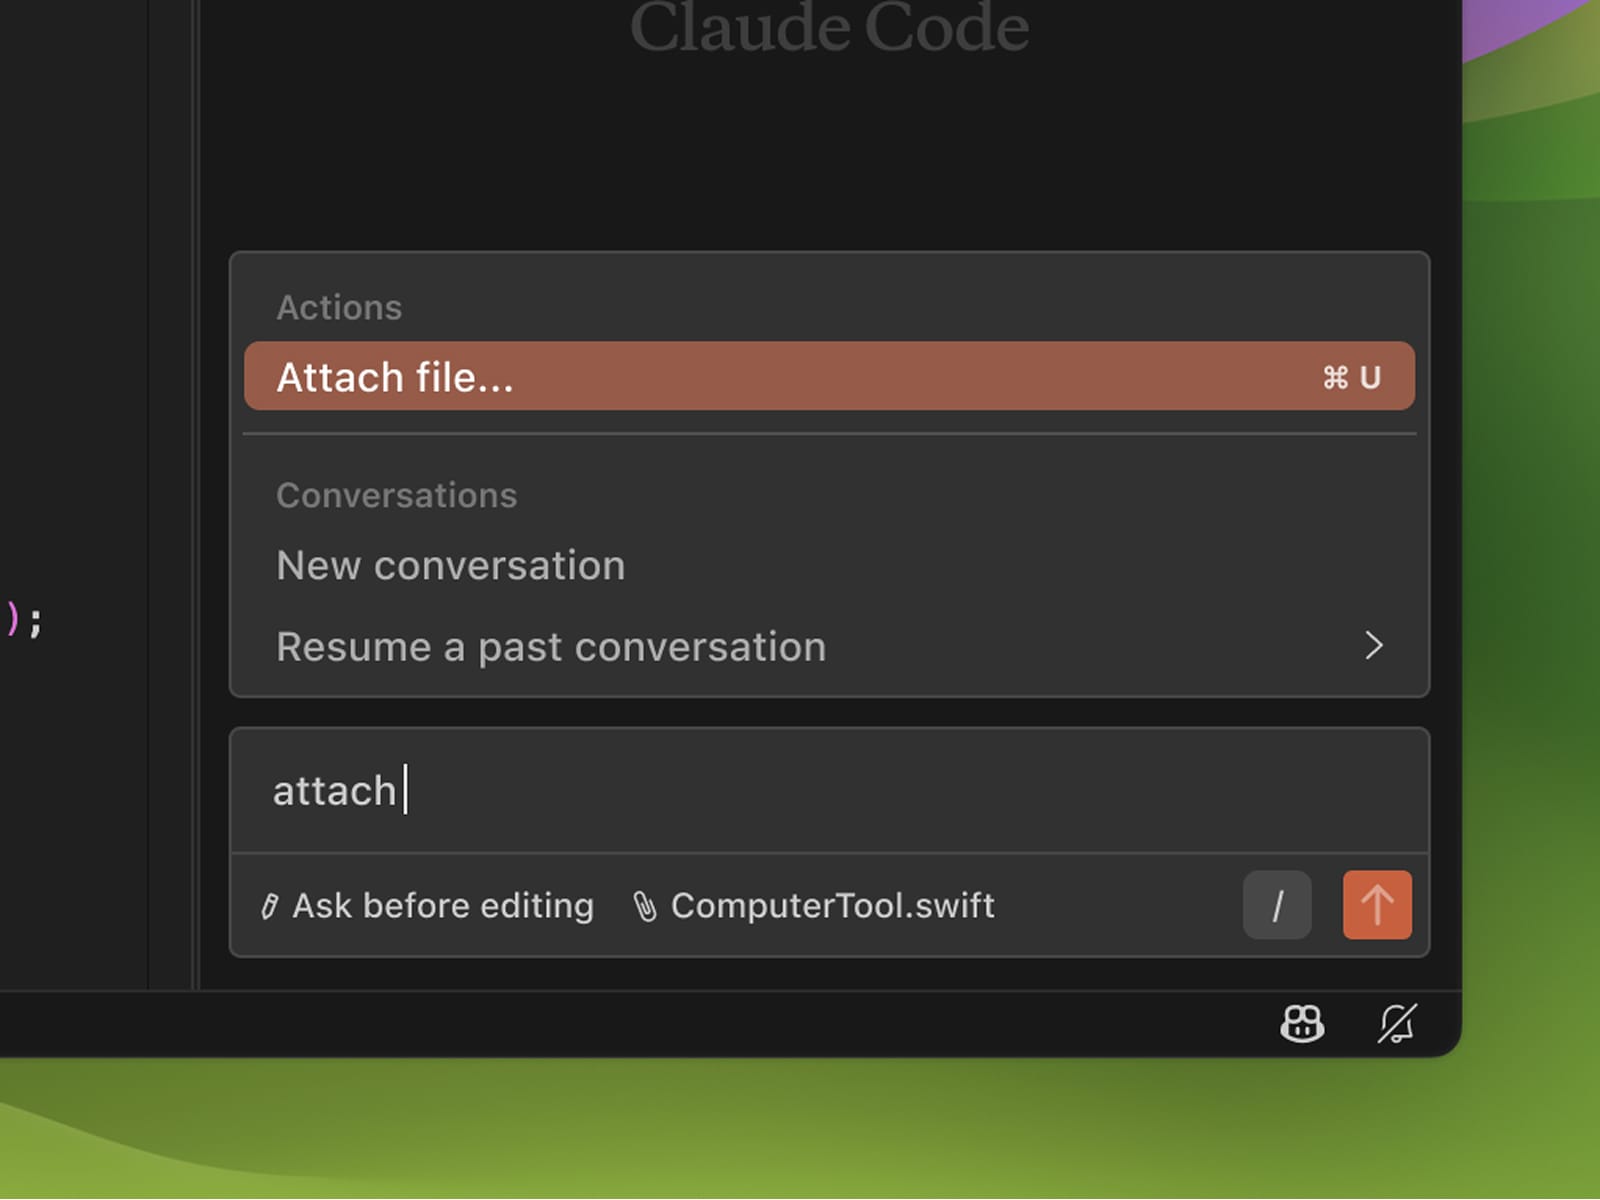 Claude Code
Actions
Attach file...
⌘ U
Conversations
New conversation
Resume a past conversation
);
attach
Ask before editing
ComputerTool.swift
/